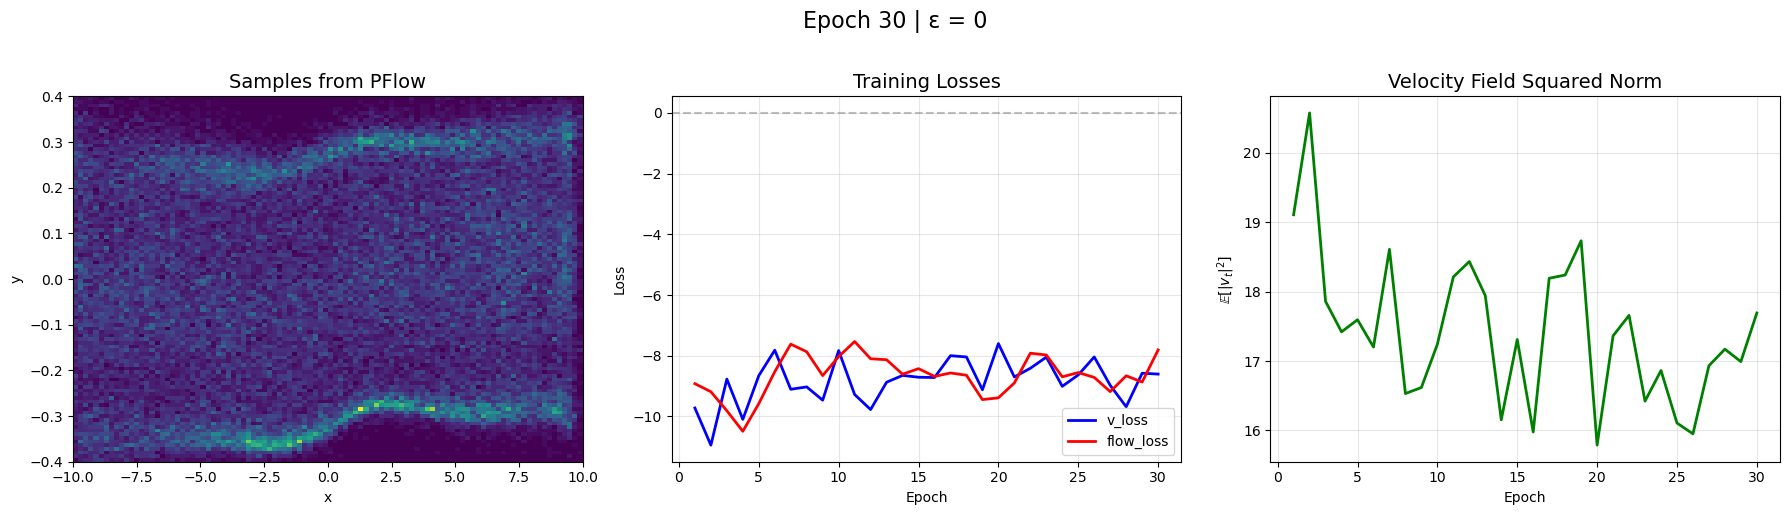 Epoch 30 | ε = 0
Samples from PFlow
0.4
0.3
0.2
0.1
0.0
−0.1
−0.2
−0.3
−0.4
y
−10.0 −7.5 −5.0 −2.5 0.0 2.5 5.0 7.5 10.0
x
Training Losses
0
−2
−4
−6
−8
−10
Loss
v_loss
flow_loss
0 5 10 15 20 25 30
Epoch
Velocity Field Squared Norm
20
19
18
17
16
𝔼[|v_t|²]
0 5 10 15 20 25 30
Epoch